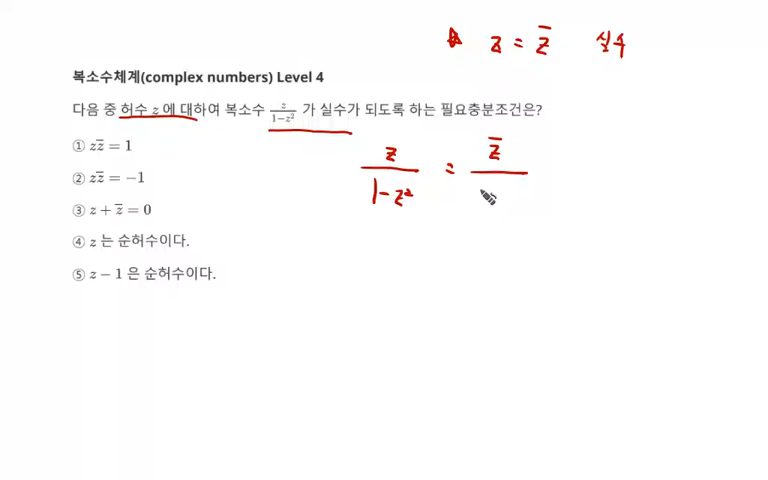 z = z̅ 실수
복소수체계(complex numbers) Level 4
다음 중 허수 z 에 대하여 복소수 z/(1−z²) 가 실수가 되도록 하는 필요충분조건은?
① zz̅ = 1
② zz̅ = −1
③ z + z̅ = 0
④ z 는 순허수이다.
⑤ z − 1 은 순허수이다.
z/(1−z²) = z̅/